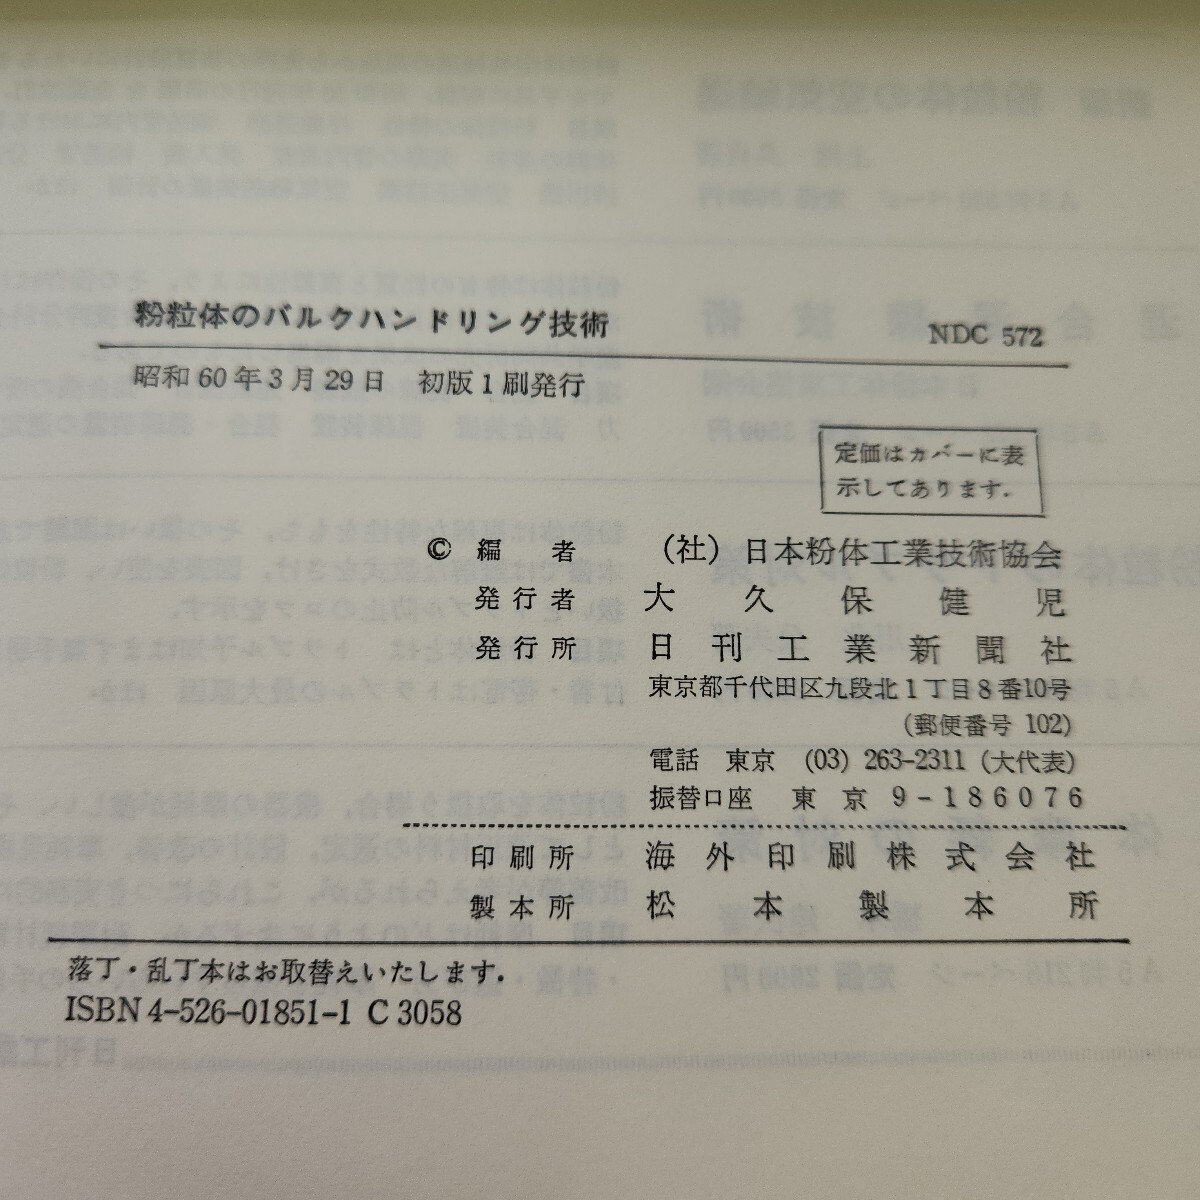 粉粒体のバルクハンドリング技術
NDC 572
昭和60年3月29日　初版1刷発行
定価はカバーに表
示してあります.
© 編者　(社) 日本粉体工業技術協会
発行者　大久保健児
発行所　日刊工業新聞社
東京都千代田区九段北1丁目8番10号
(郵便番号 102)
電話　東京　(03) 263-2311 (大代表)
振替口座　東京　9-186076
印刷所　海外印刷株式会社
製本所　松本製本所
落丁・乱丁本はお取替えいたします.
ISBN 4-526-01851-1 C 3058